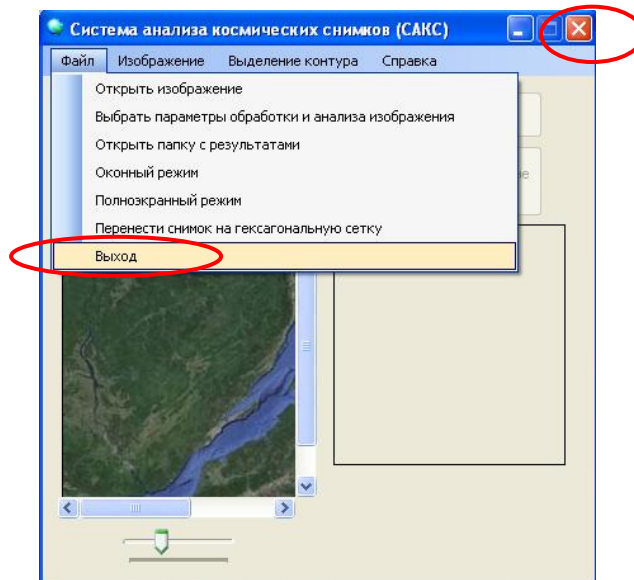 Система анализа космических снимков (САКС)
Файл Изображение Выделение контура Справка
Открыть изображение
Выбрать параметры обработки и анализа изображения
Открыть папку с результатами
Оконный режим
Полноэкранный режим
Перенести снимок на гексагональную сетку
Выход